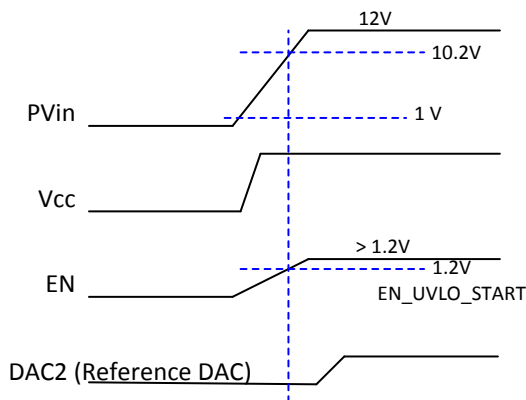 12V
10.2V
PVin
1 V
Vcc
> 1.2V
1.2V
EN
EN_UVLO_START
DAC2 (Reference DAC)